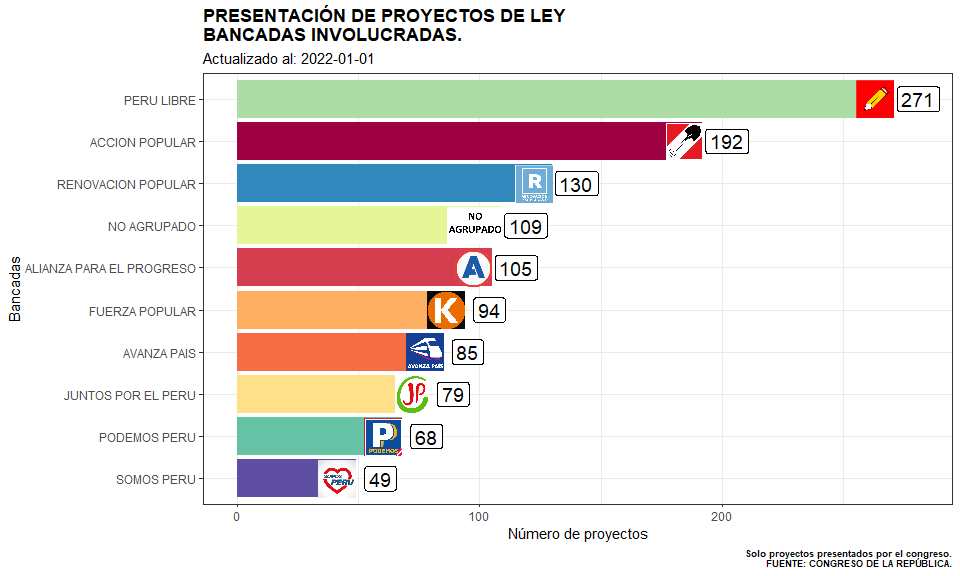 PRESENTACIÓN DE PROYECTOS DE LEY
BANCADAS INVOLUCRADAS.
Actualizado al: 2022-01-01
Bancadas
PERU LIBRE
271
ACCION POPULAR
192
RENOVACION POPULAR
R
130
NO AGRUPADO
NO
AGRUPADO
109
ALIANZA PARA EL PROGRESO
A
105
FUERZA POPULAR
K
94
AVANZA PAIS
AVANZA PAIS
85
JUNTOS POR EL PERU
JP
79
PODEMOS PERU
P
PODEMOS
68
SOMOS PERU
SOMOS
PERU
49
0
100
200
Número de proyectos
Solo proyectos presentados por el congreso.
FUENTE: CONGRESO DE LA REPÚBLICA.